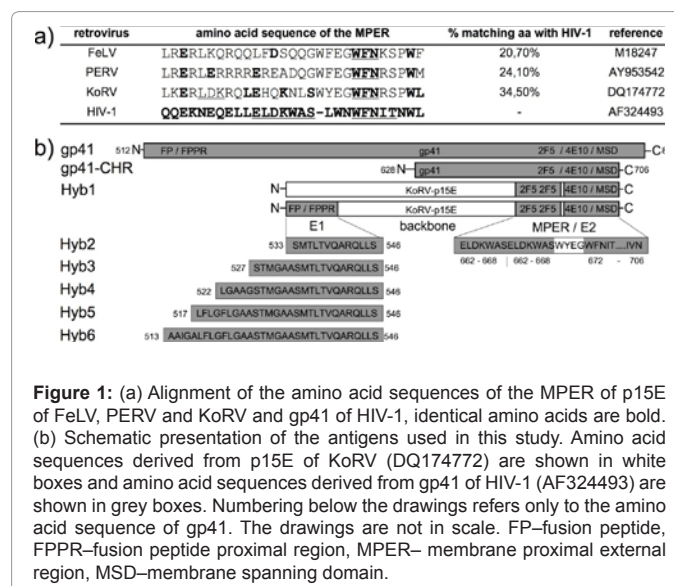 a) retrovirus amino acid sequence of the MPER % matching aa with HIV-1 reference
FeLV LRERLKQRQQLFDSQQGWFEGWFNKSPWF 20,70% M18247
PERV LRERLERRRREREADQGWFEGWFNRSPWM 24,10% AY953542
KoRV LKERLDKRQLEHQKNLSWYEGWFNRSPWL 34,50% DQ174772
HIV-1 QQEKNEQELLELDKWAS-LWNWFNITNWL - AF324493
b) gp41 512 N FP / FPPR gp41 2F5 / 4E10 / MSD C
gp41-CHR 628 N gp41 2F5 / 4E10 / MSD C 706
Hyb1 N- KoRV-p15E 2F5 2F5 4E10 / MSD -C
N- FP / FPPR KoRV-p15E 2F5 2F5 4E10 / MSD -C
E1 backbone MPER / E2
Hyb2 533 SMTLTVQARQLLS 546 ELDKWASELDKWASWYEGWFNIT....IVN
662 - 668 | 662 - 668 672 - 706
Hyb3 527 STMGAASMTLTVQARQLLS 546
Hyb4 522 LGAAGSTMGAASMTLTVQARQLLS 546
Hyb5 517 LFLGFLGAASTMGAASMTLTVQARQLLS 546
Hyb6 513 AAIGALFLGFLGAASTMGAASMTLTVQARQLLS 546
Figure 1: (a) Alignment of the amino acid sequences of the MPER of p15E
of FeLV, PERV and KoRV and gp41 of HIV-1, identical amino acids are bold.
(b) Schematic presentation of the antigens used in this study. Amino acid
sequences derived from p15E of KoRV (DQ174772) are shown in white
boxes and amino acid sequences derived from gp41 of HIV-1 (AF324493) are
shown in grey boxes. Numbering below the drawings refers only to the amino
acid sequence of gp41. The drawings are not in scale. FP–fusion peptide,
FPPR–fusion peptide proximal region, MPER– membrane proximal external
region, MSD–membrane spanning domain.